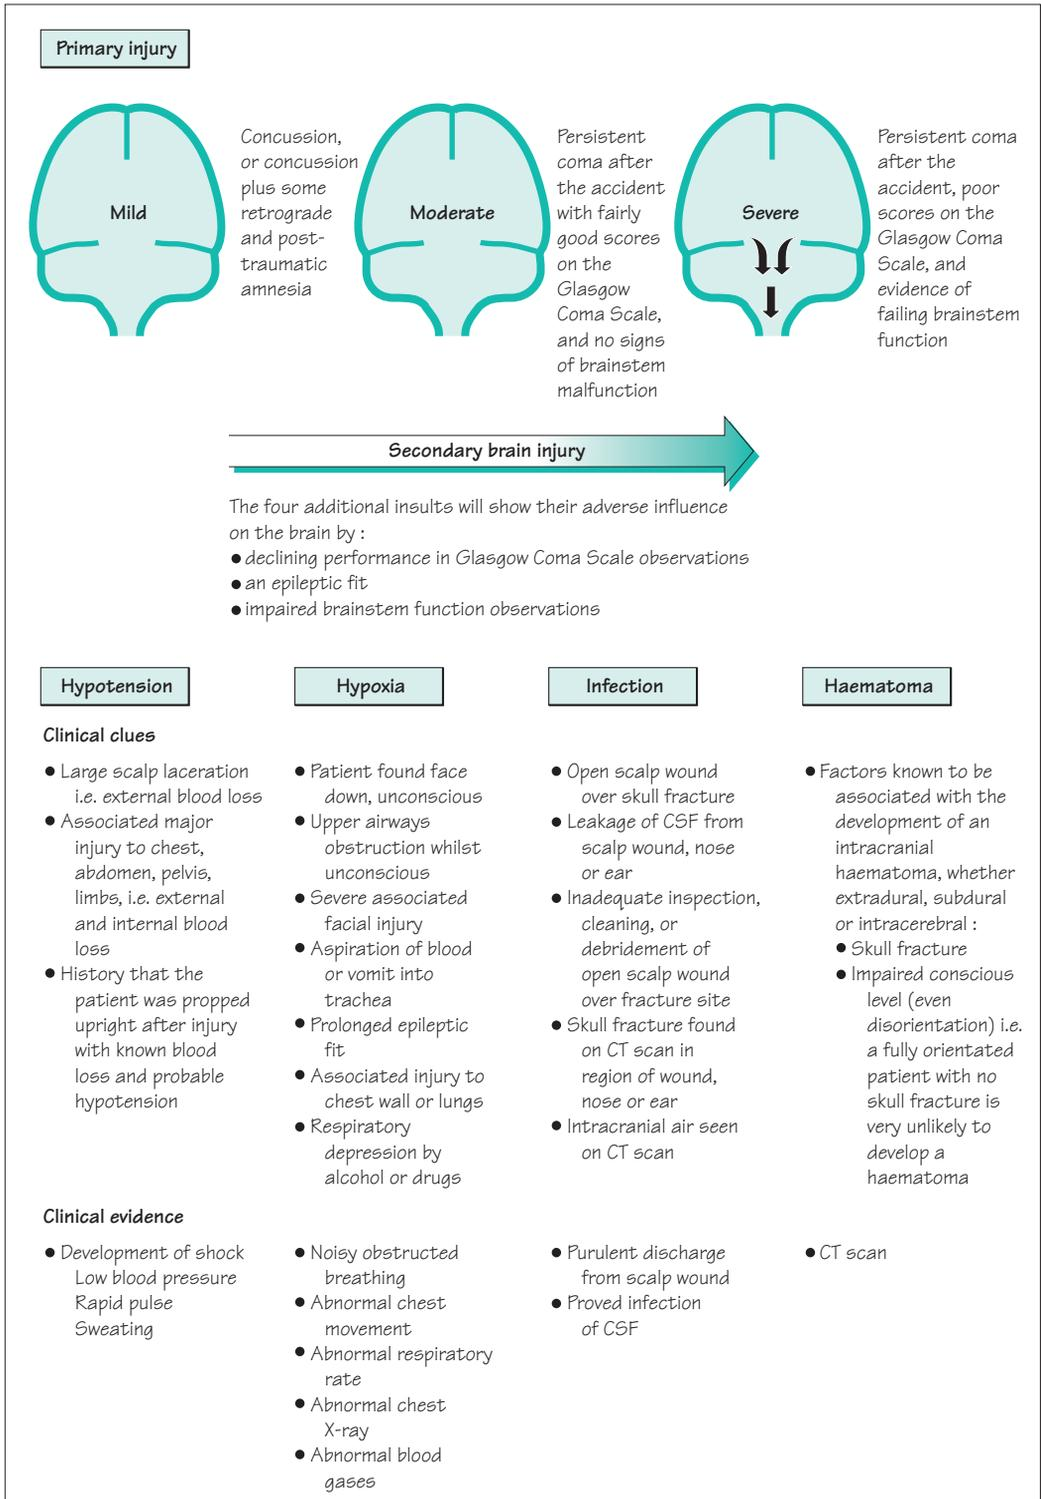 Primary injury
Mild
Concussion,
or concussion
plus some
retrograde
and post-
traumatic
amnesia
Moderate
Persistent
coma after
the accident
with fairly
good scores
on the
Glasgow
Coma Scale,
and no signs
of brainstem
malfunction
Severe
Persistent coma
after the
accident, poor
scores on the
Glasgow Coma
Scale, and
evidence of
failing brainstem
function
Secondary brain injury
The four additional insults will show their adverse influence
on the brain by :
● declining performance in Glasgow Coma Scale observations
● an epileptic fit
● impaired brainstem function observations
Hypotension
Clinical clues
● Large scalp laceration
i.e. external blood loss
● Associated major
injury to chest,
abdomen, pelvis,
limbs, i.e. external
and internal blood
loss
● History that the
patient was propped
upright after injury
with known blood
loss and probable
hypotension
Clinical evidence
● Development of shock
Low blood pressure
Rapid pulse
Sweating
Hypoxia
● Patient found face
down, unconscious
● Upper airways
obstruction whilst
unconscious
● Severe associated
facial injury
● Aspiration of blood
or vomit into
trachea
● Prolonged epileptic
fit
● Associated injury to
chest wall or lungs
● Respiratory
depression by
alcohol or drugs
● Noisy obstructed
breathing
● Abnormal chest
movement
● Abnormal respiratory
rate
● Abnormal chest
X-ray
● Abnormal blood
gases
Infection
● Open scalp wound
over skull fracture
● Leakage of CSF from
scalp wound, nose
or ear
● Inadequate inspection,
cleaning, or
debridement of
open scalp wound
over fracture site
● Skull fracture found
on CT scan in
region of wound,
nose or ear
● Intracranial air seen
on CT scan
● Purulent discharge
from scalp wound
● Proved infection
of CSF
Haematoma
● Factors known to be
associated with the
development of an
intracranial
haematoma, whether
extradural, subdural
or intracerebral :
● Skull fracture
● Impaired conscious
level (even
disorientation) i.e.
a fully orientated
patient with no
skull fracture is
very unlikely to
develop a
haematoma
● CT scan